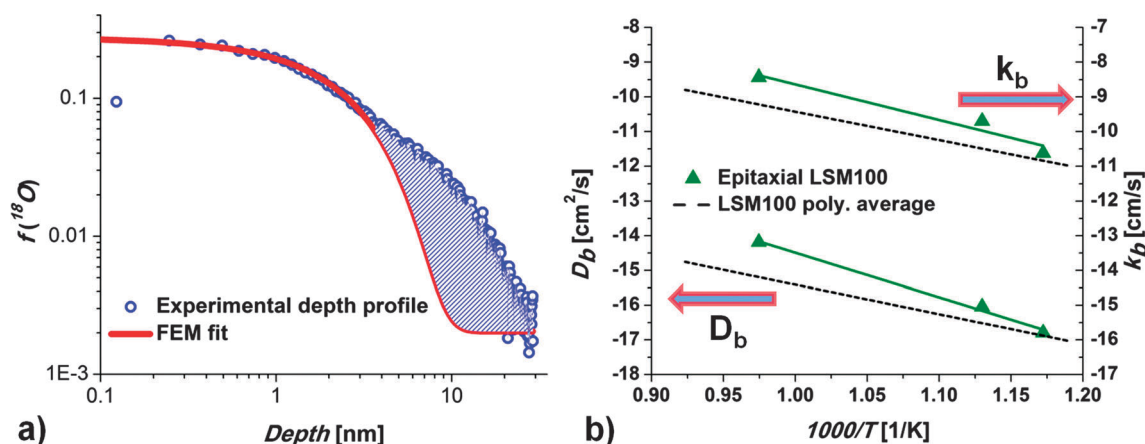 0.1
0.01
1E-3
f (¹⁸O)
Experimental depth profile
FEM fit
0.1
1
10
Depth [nm]
a)
-8
-9
-10
-11
-12
-13
-14
-15
-16
-17
-18
D_b [cm²/s]
k_b
Epitaxial LSM100
LSM100 poly. average
D_b
-7
-8
-9
-10
-11
-12
-13
-14
-15
-16
-17
k_b [cm/s]
0.90
0.95
1.00
1.05
1.10
1.15
1.20
1000/T [1/K]
b)